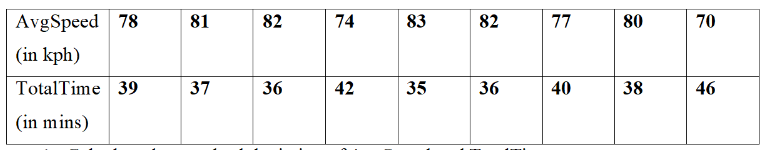 AvgSpeed 78 81 82 74 83 82 77 80 70
(in kph)
TotalTime 39 37 36 42 35 36 40 38 46
(in mins)